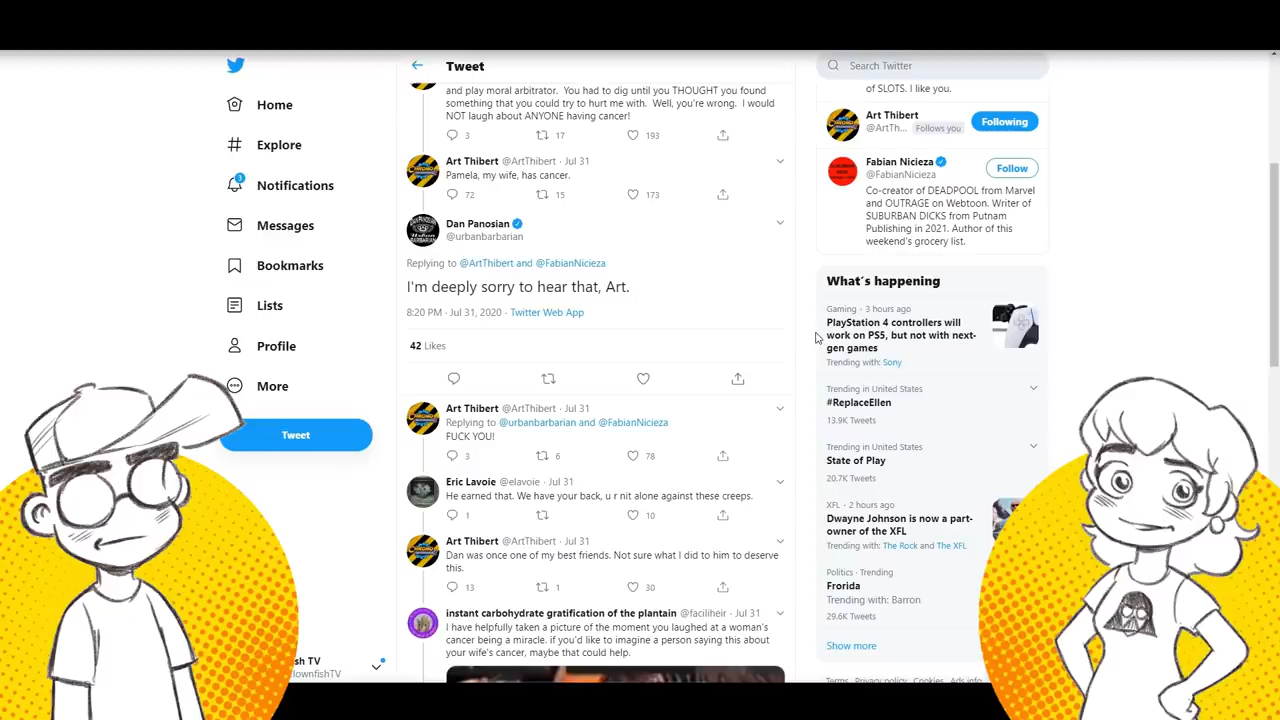 Home
Explore
3
Notifications
Messages
Bookmarks
Lists
Profile
More
Tweet
sh TV
lownfishTV
Tweet
and play moral arbitrator. You had to dig until you THOUGHT you found
something that you could try to hurt me with. Well, you're wrong. I would
NOT laugh about ANYONE having cancer!
3 17 193
Art Thibert @ArtThibert · Jul 31
Pamela, my wife, has cancer.
72 15 173
Dan Panosian
@urbanbarbarian
Replying to @ArtThibert and @FabianNicieza
I'm deeply sorry to hear that, Art.
8:20 PM · Jul 31, 2020 · Twitter Web App
42 Likes
Art Thibert @ArtThibert · Jul 31
Replying to @urbanbarbarian and @FabianNicieza
FUCK YOU!
3 6 78
Eric Lavoie @elavoie · Jul 31
He earned that. We have your back, u r nit alone against these creeps.
1 10
Art Thibert @ArtThibert · Jul 31
Dan was once one of my best friends. Not sure what I did to him to deserve
this.
13 1 30
instant carbohydrate gratification of the plantain @faciliheir · Jul 31
I have helpfully taken a picture of the moment you laughed at a woman's
cancer being a miracle. if you'd like to imagine a person saying this about
your wife's cancer, maybe that could help.
Search Twitter
of SLOTS. I like you.
Art Thibert
@ArtTh... Follows you
Following
Fabian Nicieza
@FabianNicieza
Follow
Co-creator of DEADPOOL from Marvel
and OUTRAGE on Webtoon. Writer of
SUBURBAN DICKS from Putnam
Publishing in 2021. Author of this
weekend's grocery list.
What's happening
Gaming · 3 hours ago
PlayStation 4 controllers will
work on PS5, but not with next-
gen games
Trending with: Sony
Trending in United States
#ReplaceEllen
13.9K Tweets
Trending in United States
State of Play
20.7K Tweets
XFL · 2 hours ago
Dwayne Johnson is now a part-
owner of the XFL
Trending with: The Rock and The XFL
Politics · Trending
Frorida
Trending with: Barron
29.6K Tweets
Show more
Terms Privacy policy Cookies Ads info